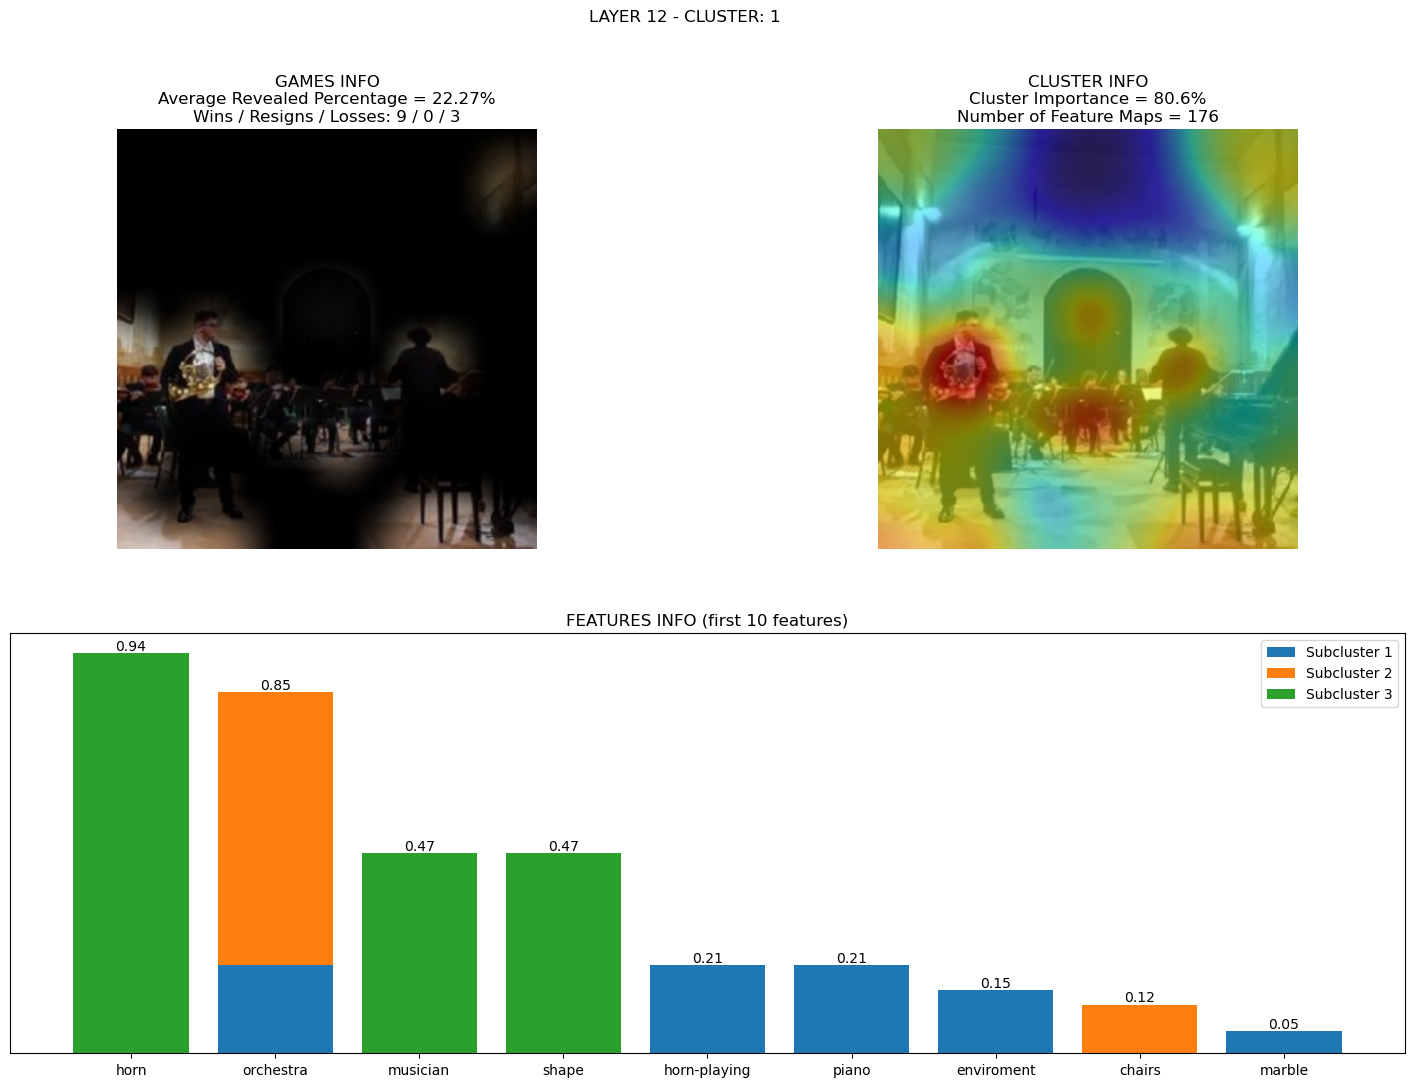 LAYER 12 - CLUSTER: 1
GAMES INFO
Average Revealed Percentage = 22.27%
Wins / Resigns / Losses: 9 / 0 / 3
CLUSTER INFO
Cluster Importance = 80.6%
Number of Feature Maps = 176
FEATURES INFO (first 10 features)
Subcluster 1
Subcluster 2
Subcluster 3
0.94
0.85
0.47
0.47
0.21
0.21
0.15
0.12
0.05
horn
orchestra
musician
shape
horn-playing
piano
enviroment
chairs
marble